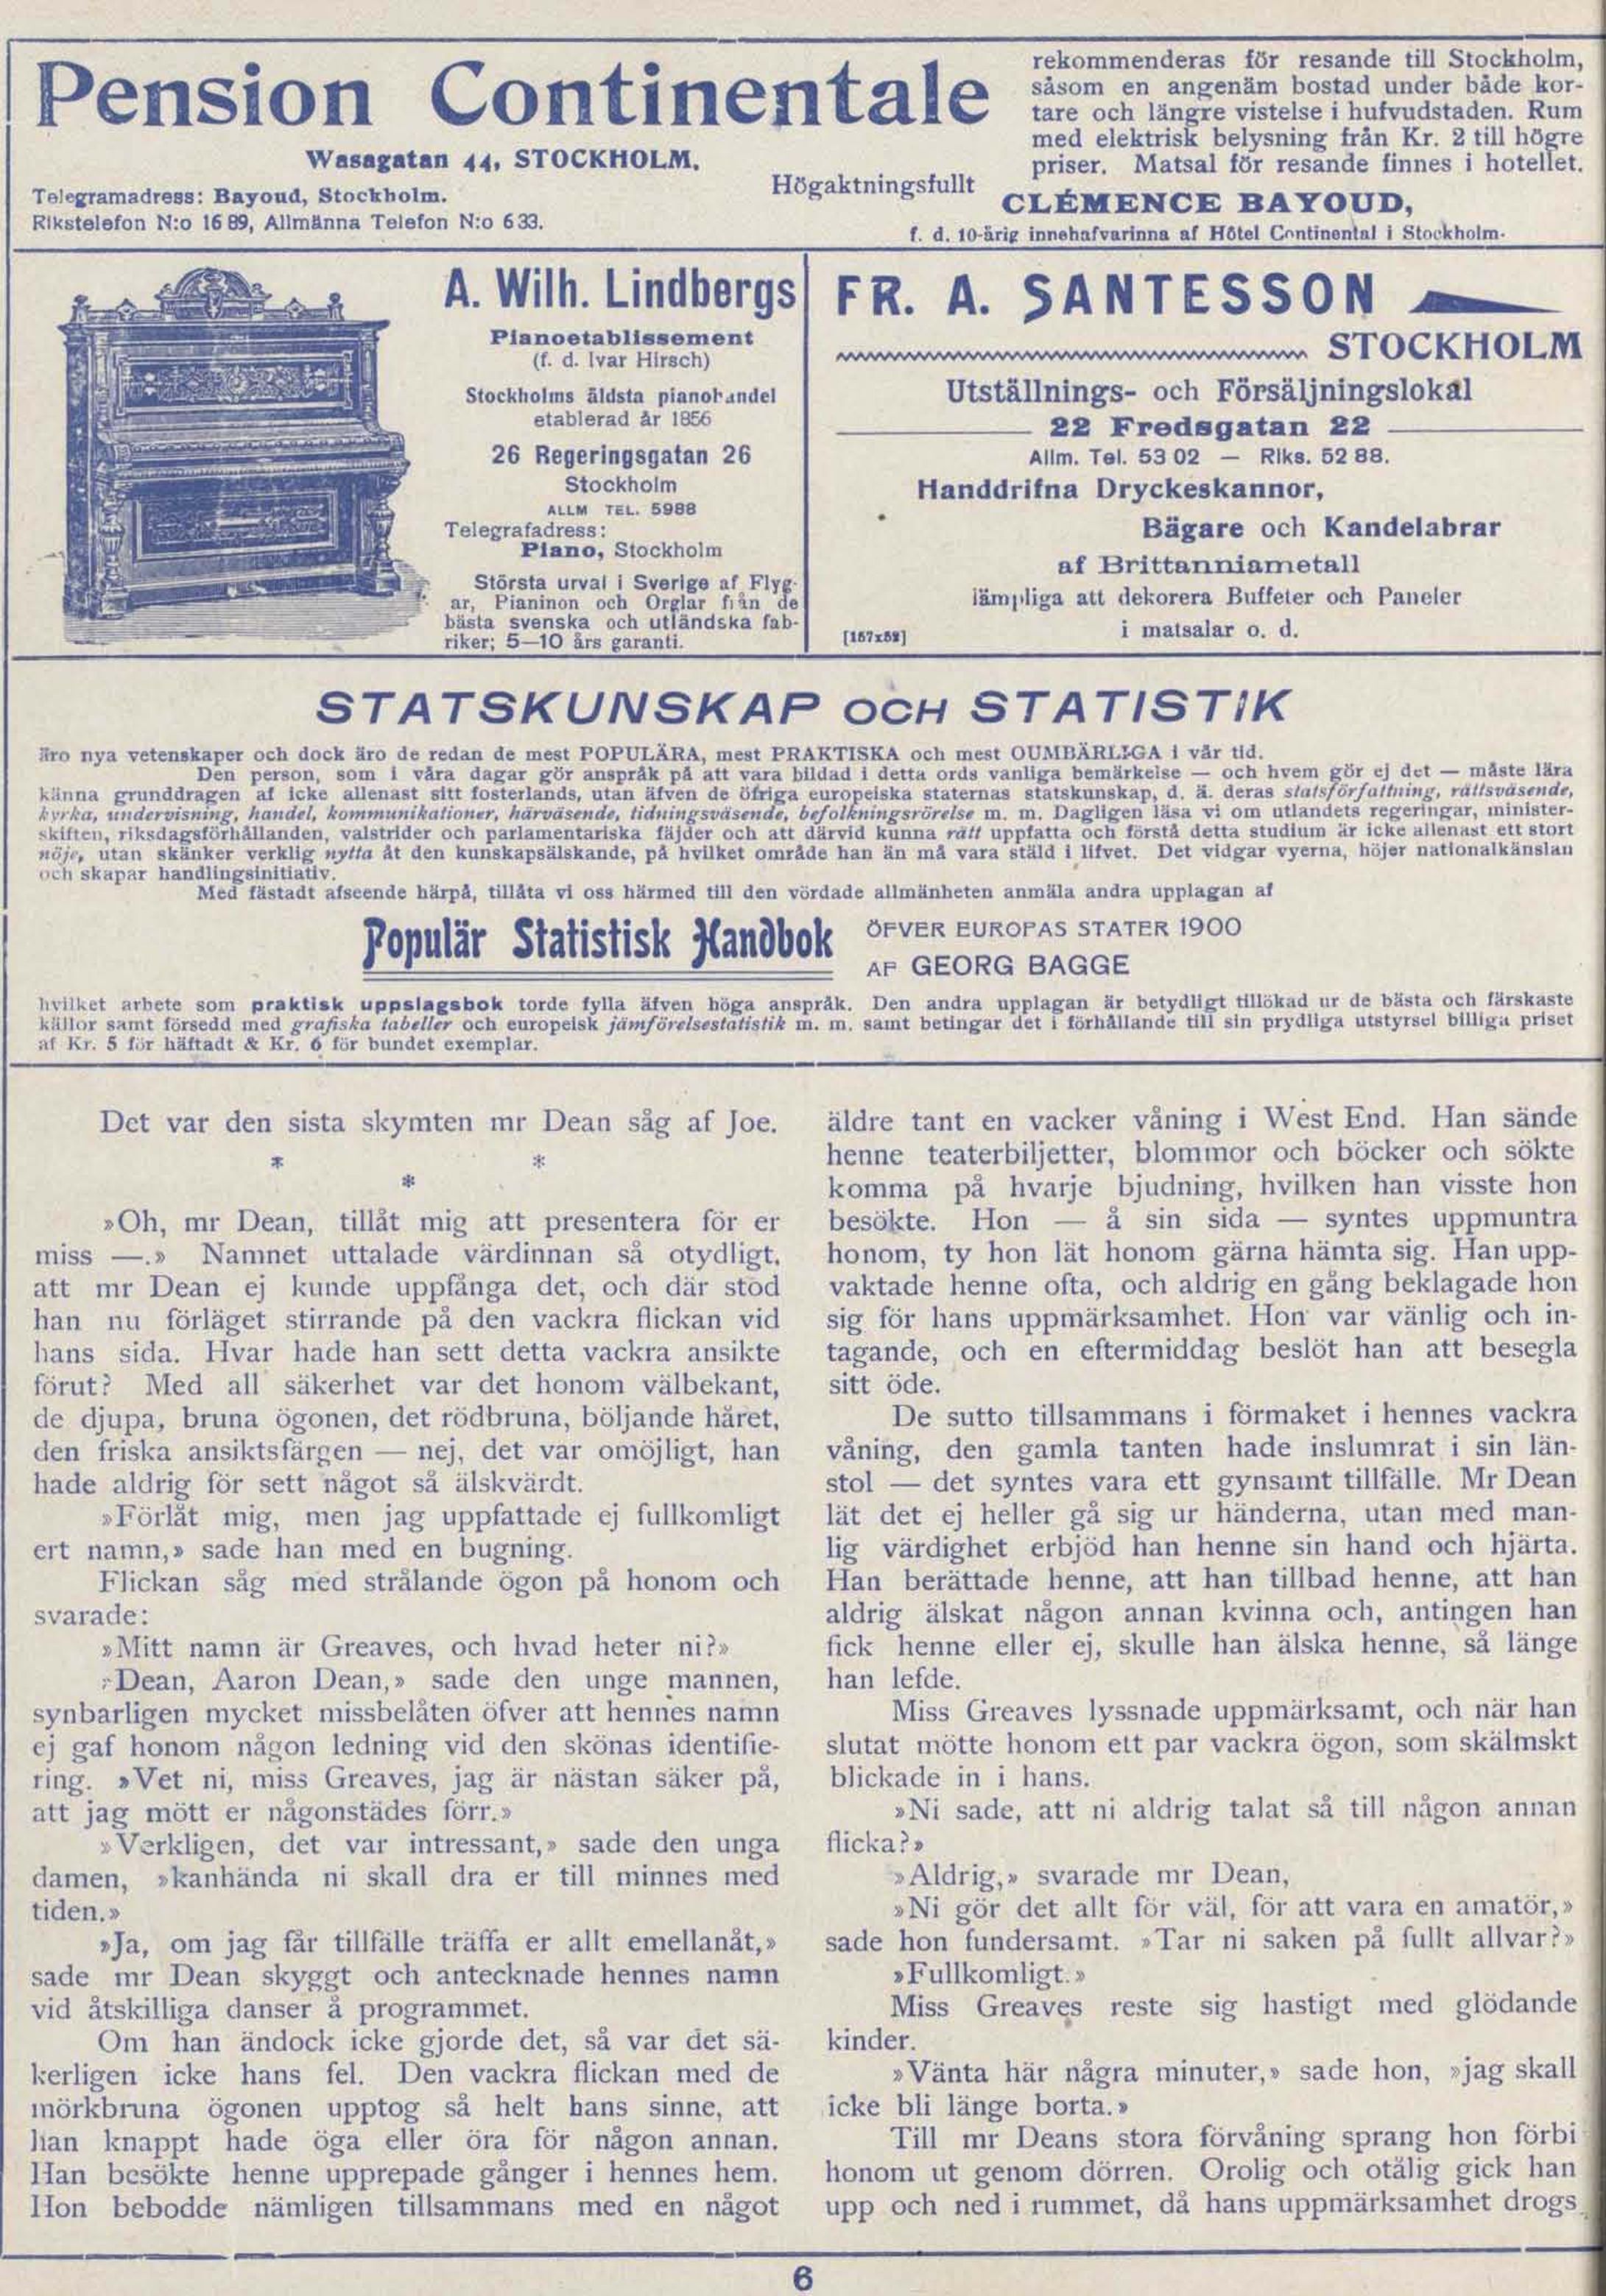 Pension Continentale
Wasagatan 44, STOCKHOLM.
Telegramadress: Bayoud, Stockholm.
Rikstelefon N:o 16 89, Allmänna Telefon N:o 6 33.
rekommenderas för resande till Stockholm,
såsom en angenäm bostad under både kor-
tare och längre vistelse i hufvudstaden. Rum
med elektrisk belysning från Kr. 2 till högre
priser. Matsal för resande finnes i hotellet.
Högaktningsfullt
CLÉMENCE BAYOUD,
f. d. 10-årig innehafvarinna af Hôtel Continental i Stockholm.
A. Wilh. Lindbergs
Pianoetablissement
(f. d. Ivar Hirsch)
Stockholms äldsta pianohandel
etablerad år 1856
26 Regeringsgatan 26
Stockholm
ALLM TEL. 5988
Telegrafadress:
Piano, Stockholm
Största urval i Sverige af Flyg-
ar, Pianinon och Orglar från de
bästa svenska och utländska fab-
riker; 5—10 års garanti.
FR. A. SANTESSON
STOCKHOLM
Utställnings- och Försäljningslokal
22 Fredsgatan 22
Allm. Tel. 53 02 — Riks. 52 88.
Handdrifna Dryckeskannor,
Bägare och Kandelabrar
af Brittanniametall
lämpliga att dekorera Buffeter och Paneler
i matsalar o. d.
[157x52]
STATSKUNSKAP OCH STATISTIK
äro nya vetenskaper och dock äro de redan de mest POPULÄRA, mest PRAKTISKA och mest OUMBÄRLIGA i vår tid.
Den person, som i våra dagar gör anspråk på att vara bildad i detta ords vanliga bemärkelse — och hvem gör ej det — måste lära
känna grunddragen af icke allenast sitt fosterlands, utan äfven de öfriga europeiska staternas statskunskap, d. ä. deras statsförfattning, rättsväsende,
kyrka, undervisning, handel, kommunikationer, härväsende, tidningsväsende, befolkningsrörelse m. m. Dagligen läsa vi om utlandets regeringar, minister-
skiften, riksdagsförhållanden, valstrider och parlamentariska fäjder och att därvid kunna rätt uppfatta och förstå detta studium är icke allenast ett stort
nöje, utan skänker verklig nytta åt den kunskapsälskande, på hvilket område han än må vara stäld i lifvet. Det vidgar vyerna, höjer nationalkänslan
och skapar handlingsinitiativ.
Med fästadt afseende härpå, tillåta vi oss härmed till den vördade allmänheten anmäla andra upplagan af
Populär Statistisk Handbok
ÖFVER EUROPAS STATER 1900
AF GEORG BAGGE
hvilket arbete som praktisk uppslagsbok torde fylla äfven höga anspråk. Den andra upplagan är betydligt tillökad ur de bästa och färskaste
källor samt försedd med grafiska tabeller och europeisk jämförelsestatistik m. m. samt betingar det i förhållande till sin prydliga utstyrsel billiga priset
af Kr. 5 för häftadt & Kr. 6 för bundet exemplar.
Det var den sista skymten mr Dean såg af Joe.
* *
*
»Oh, mr Dean, tillåt mig att presentera för er
miss —.» Namnet uttalade värdinnan så otydligt,
att mr Dean ej kunde uppfånga det, och där stod
han nu förläget stirrande på den vackra flickan vid
hans sida. Hvar hade han sett detta vackra ansikte
förut? Med all säkerhet var det honom välbekant,
de djupa, bruna ögonen, det rödbruna, böljande håret,
den friska ansiktsfärgen — nej, det var omöjligt, han
hade aldrig för sett något så älskvärdt.
»Förlåt mig, men jag uppfattade ej fullkomligt
ert namn,» sade han med en bugning.
Flickan såg med strålande ögon på honom och
svarade:
»Mitt namn är Greaves, och hvad heter ni?»
»Dean, Aaron Dean,» sade den unge mannen,
synbarligen mycket missbelåten öfver att hennes namn
ej gaf honom någon ledning vid den skönas identifie-
ring. »Vet ni, miss Greaves, jag är nästan säker på,
att jag mött er någonstädes förr.»
»Verkligen, det var intressant,» sade den unga
damen, »kanhända ni skall dra er till minnes med
tiden.»
»Ja, om jag får tillfälle träffa er allt emellanåt,»
sade mr Dean skyggt och antecknade hennes namn
vid åtskilliga danser å programmet.
Om han ändock icke gjorde det, så var det sä-
kerligen icke hans fel. Den vackra flickan med de
mörkbruna ögonen upptog så helt hans sinne, att
han knappt hade öga eller öra för någon annan.
Han besökte henne upprepade gånger i hennes hem.
Hon bebodde nämligen tillsammans med en något
äldre tant en vacker våning i West End. Han sände
henne teaterbiljetter, blommor och böcker och sökte
komma på hvarje bjudning, hvilken han visste hon
besökte. Hon — å sin sida — syntes uppmuntra
honom, ty hon lät honom gärna hämta sig. Han upp-
vaktade henne ofta, och aldrig en gång beklagade hon
sig för hans uppmärksamhet. Hon var vänlig och in-
tagande, och en eftermiddag beslöt han att besegla
sitt öde.
De sutto tillsammans i förmaket i hennes vackra
våning, den gamla tanten hade inslumrat i sin län-
stol — det syntes vara ett gynsamt tillfälle. Mr Dean
lät det ej heller gå sig ur händerna, utan med man-
lig värdighet erbjöd han henne sin hand och hjärta.
Han berättade henne, att han tillbad henne, att han
aldrig älskat någon annan kvinna och, antingen han
fick henne eller ej, skulle han älska henne, så länge
han lefde.
Miss Greaves lyssnade uppmärksamt, och när han
slutat mötte honom ett par vackra ögon, som skälmskt
blickade in i hans.
»Ni sade, att ni aldrig talat så till någon annan
flicka?»
»Aldrig,» svarade mr Dean,
»Ni gör det allt för väl, för att vara en amatör,»
sade hon fundersamt. »Tar ni saken på fullt allvar?»
»Fullkomligt.»
Miss Greaves reste sig hastigt med glödande
kinder.
»Vänta här några minuter,» sade hon, »jag skall
icke bli länge borta.»
Till mr Deans stora förvåning sprang hon förbi
honom ut genom dörren. Orolig och otålig gick han
upp och ned i rummet, då hans uppmärksamhet drogs
6